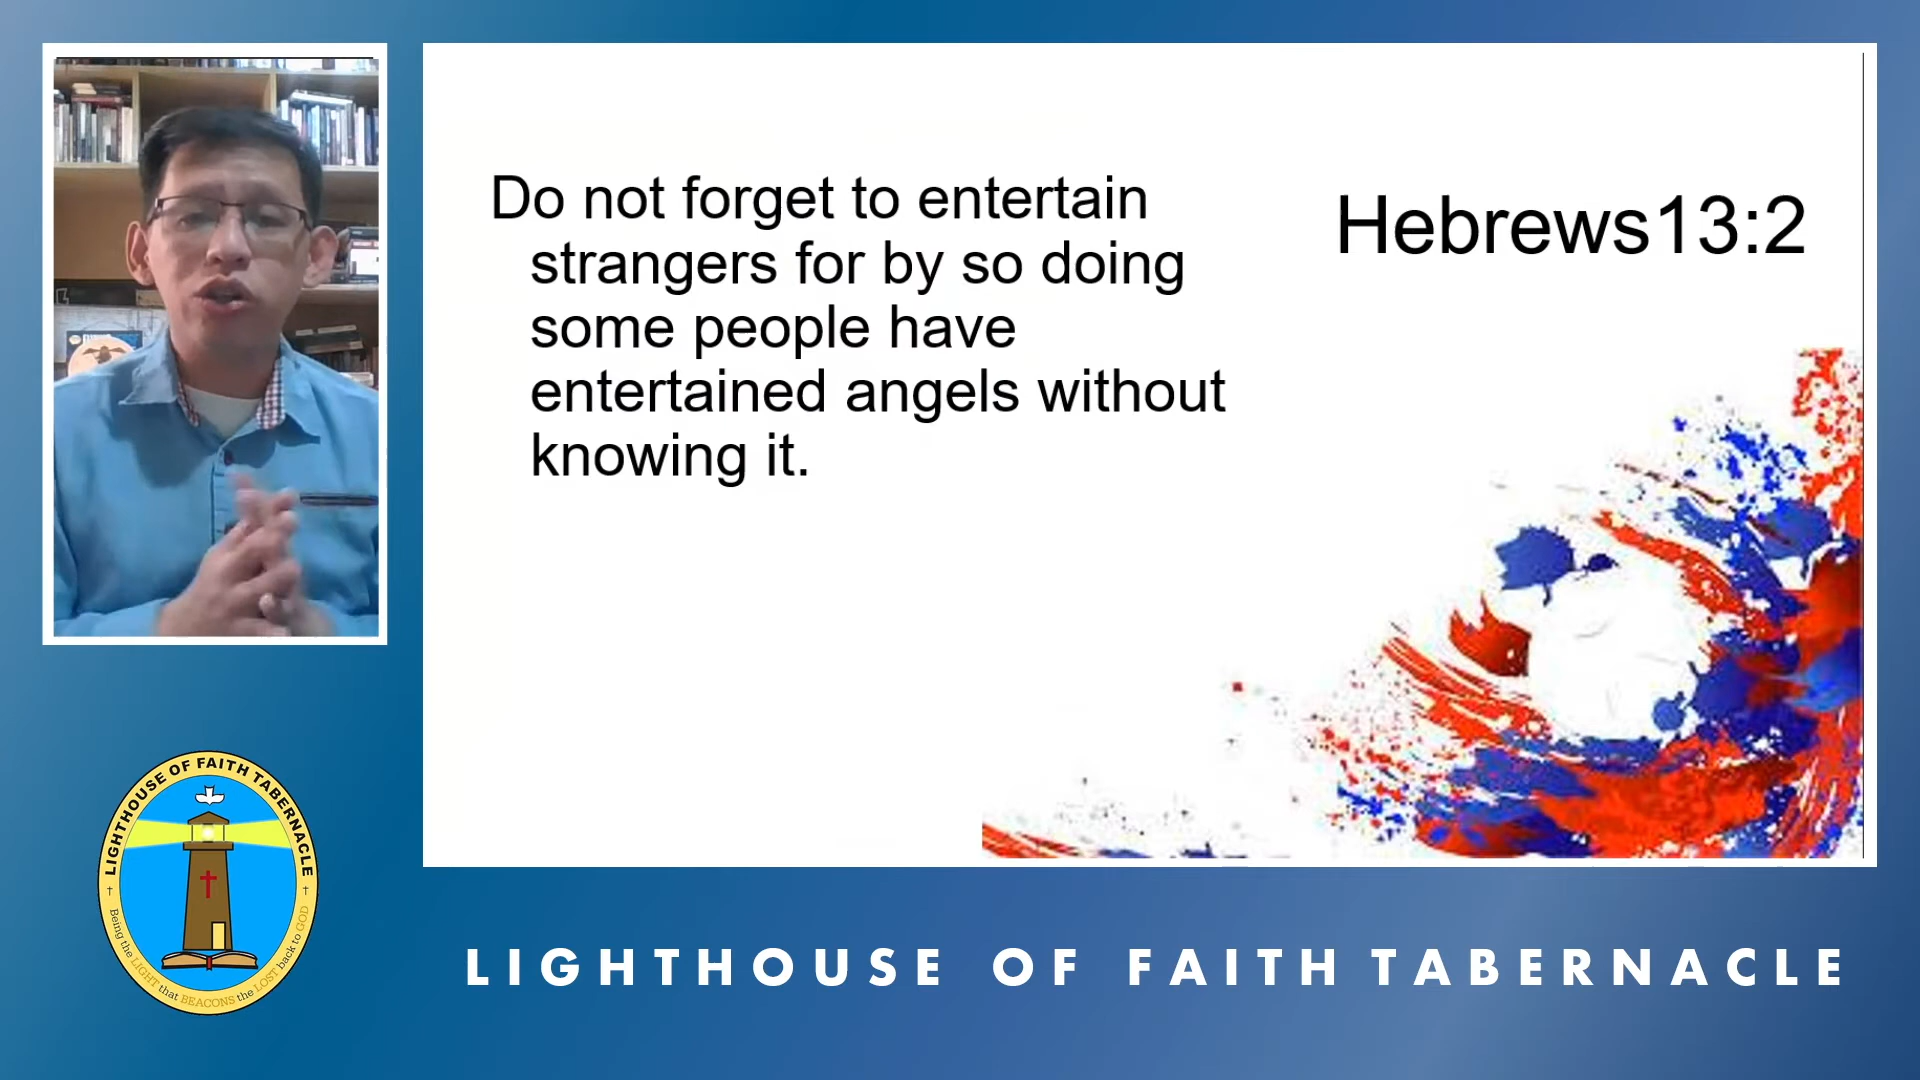 Do not forget to entertain
strangers for by so doing
some people have
entertained angels without
knowing it.
Hebrews13:2
LIGHTHOUSE OF FAITH TABERNACLE
Being the LIGHT that BEACONS the LOST back to GOD
LIGHTHOUSE OF FAITH TABERNACLE